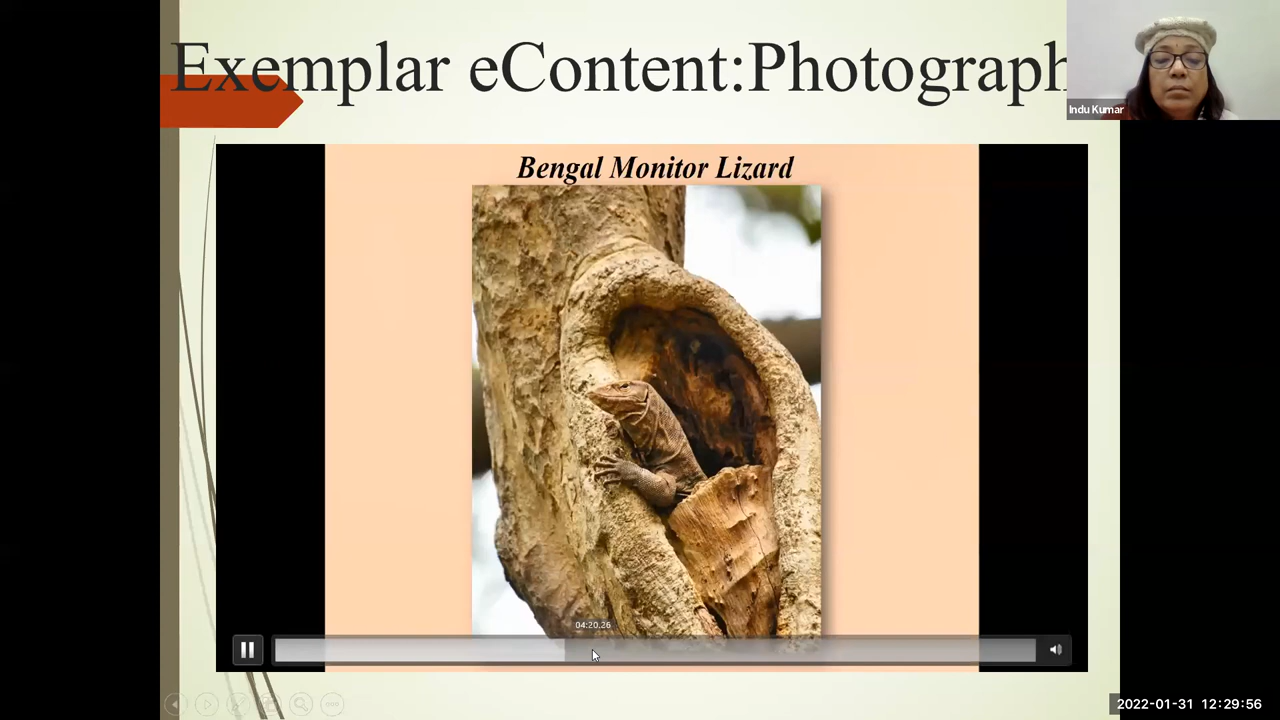 Exemplar eContent:Photograph
Indu Kumar
Bengal Monitor Lizard
04:20.26
2022-01-31 12:29:56